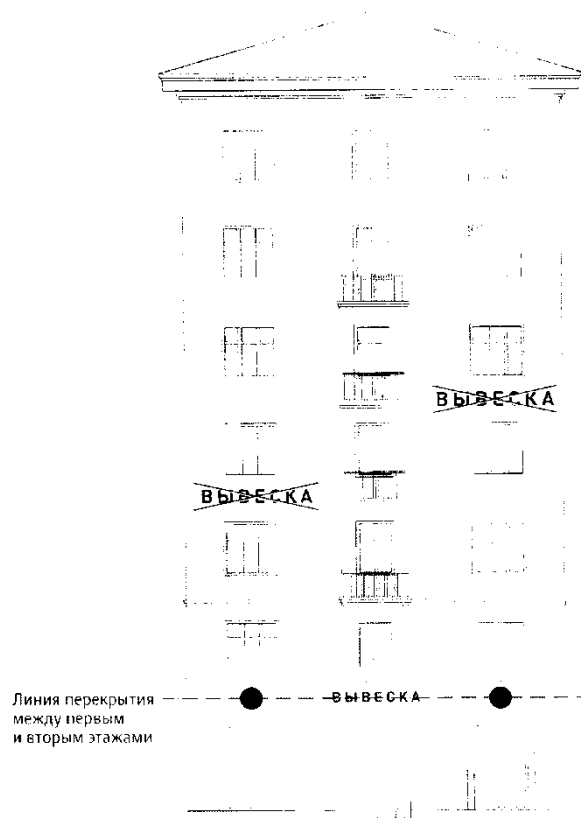 ВЫВЕСКА
ВЫВЕСКА
Линия перекрытия
между первым
и вторым этажами
ВЫВЕСКА